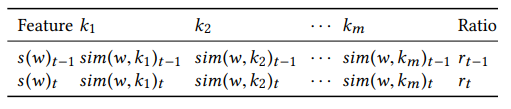 Feature k₁ k₂ ⋯ kₘ Ratio
s(w)ₜ₋₁ sim(w, k₁)ₜ₋₁ sim(w, k₂)ₜ₋₁ ⋯ sim(w, kₘ)ₜ₋₁ rₜ₋₁
s(w)ₜ sim(w, k₁)ₜ sim(w, k₂)ₜ ⋯ sim(w, kₘ)ₜ rₜ